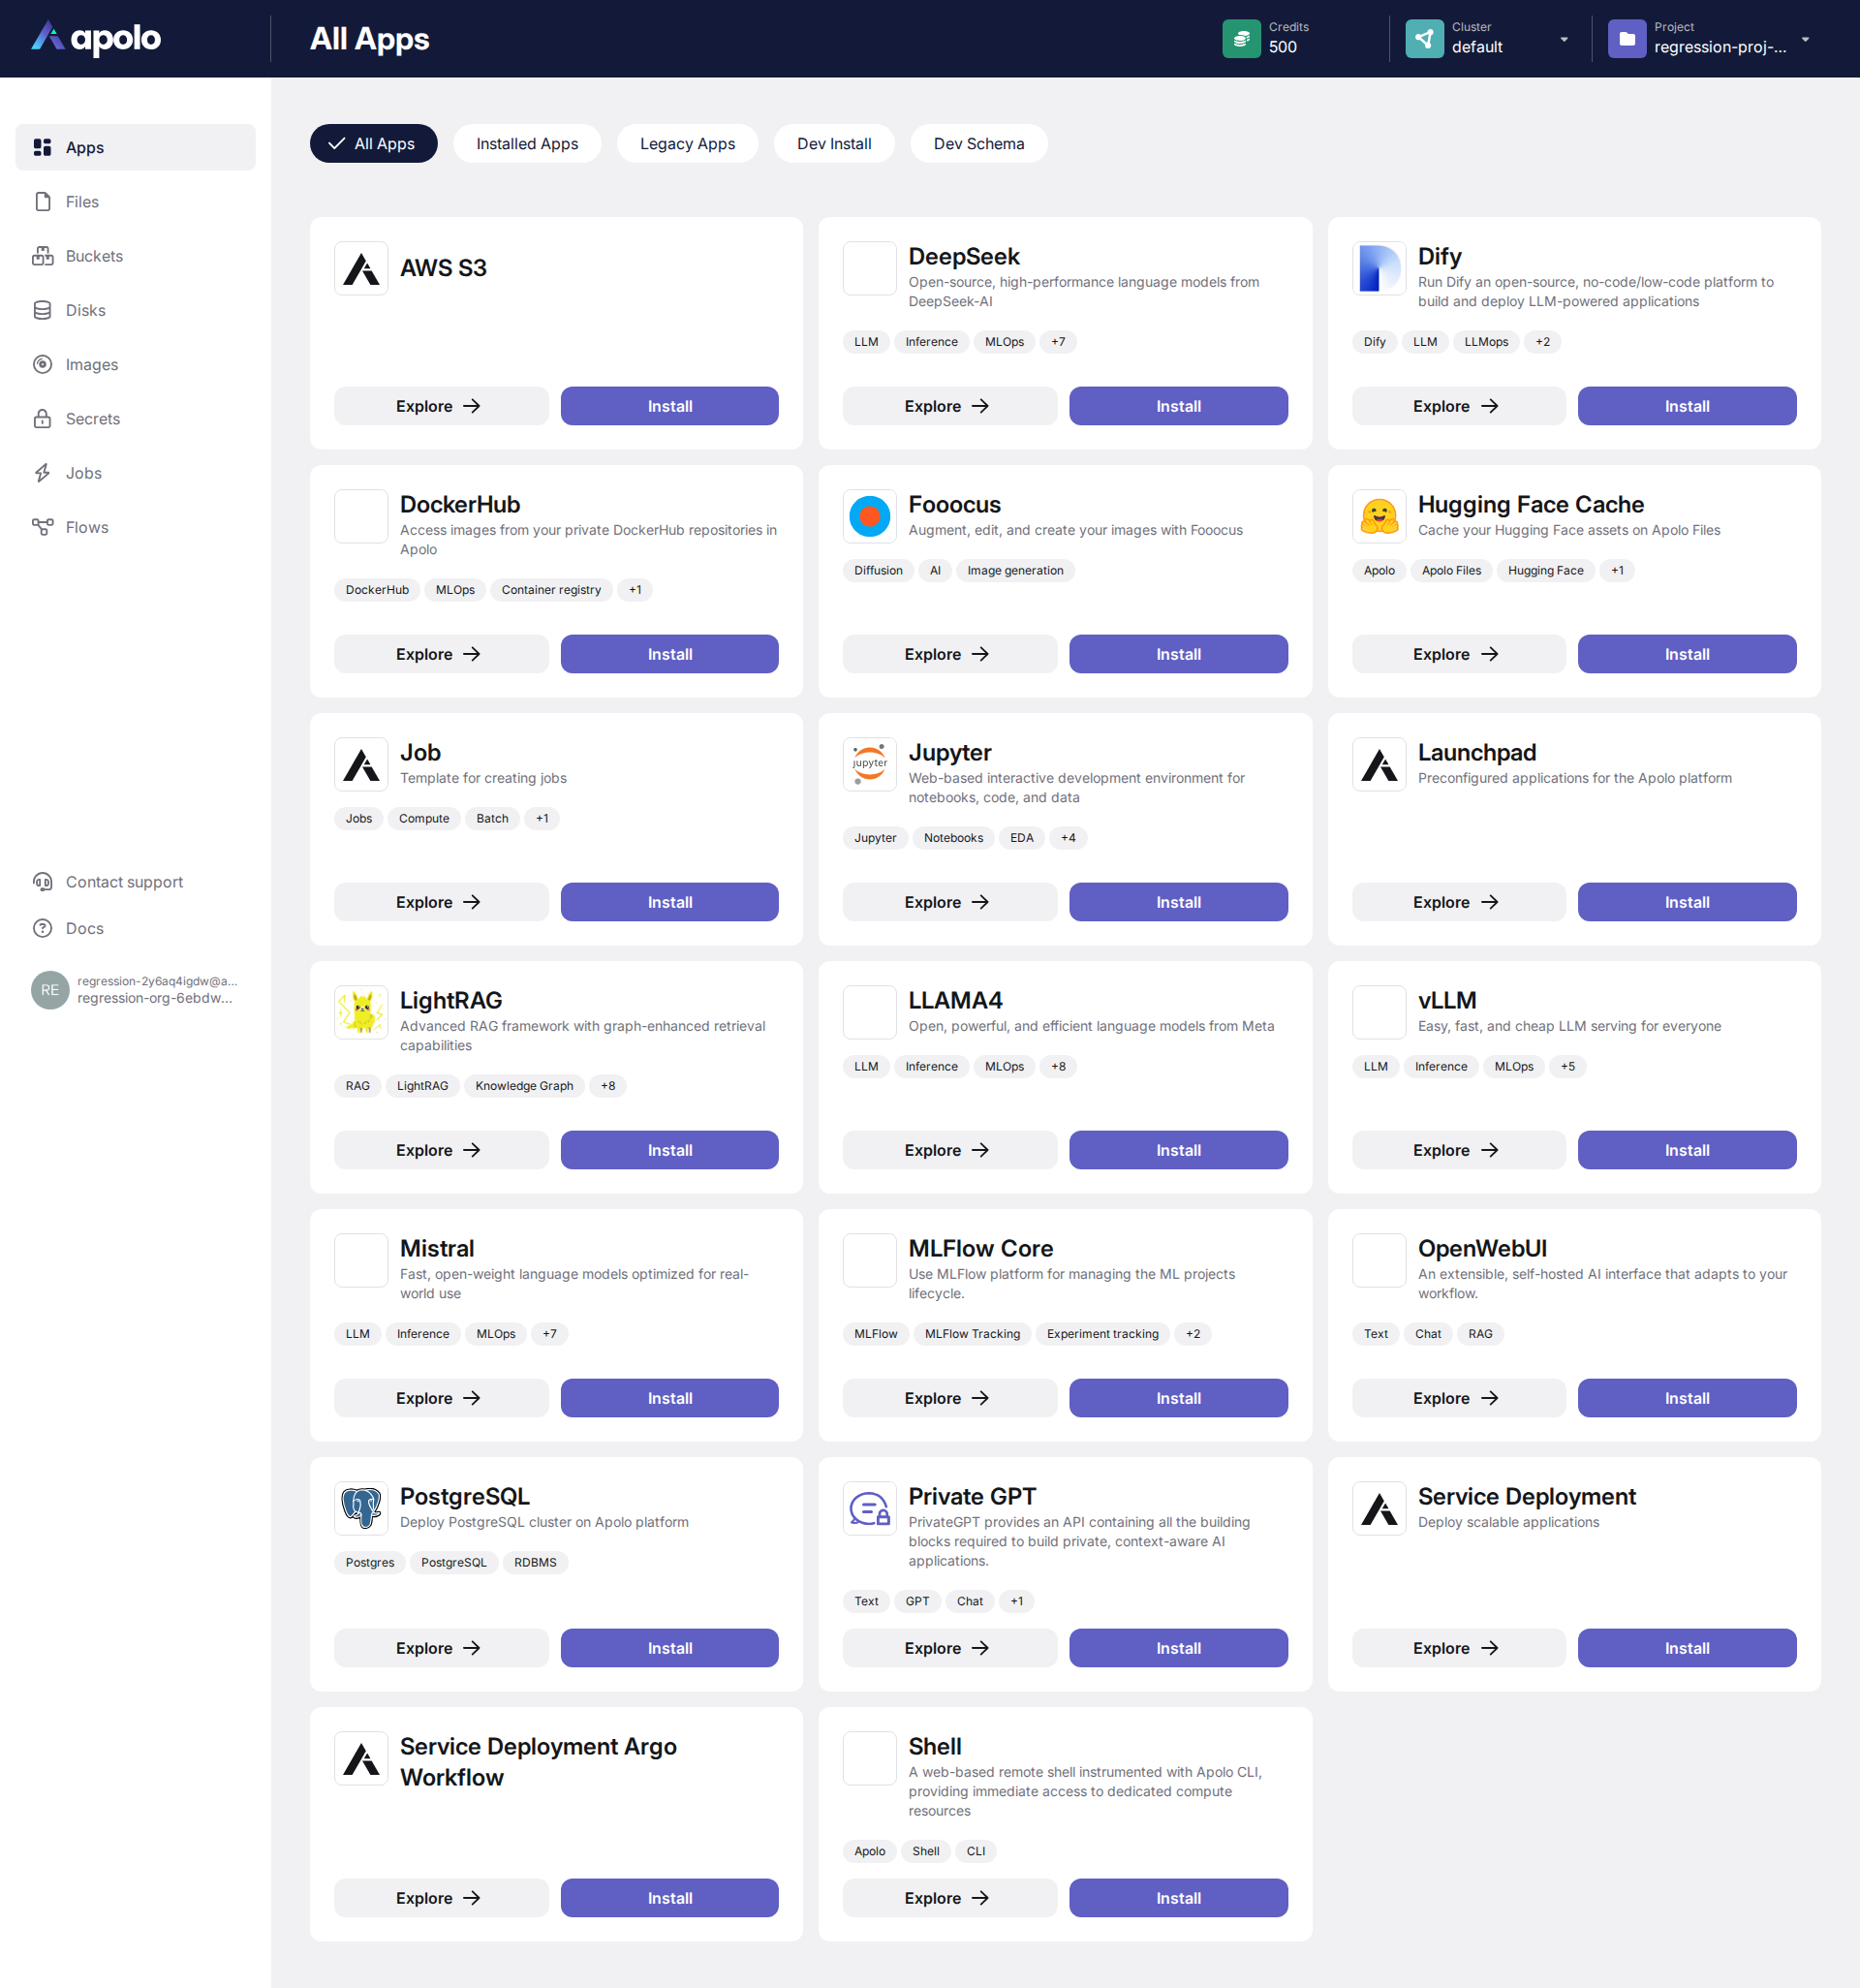 apolo
All Apps
Credits
500
Cluster
default
Project
regression-proj-...
Apps
Files
Buckets
Disks
Images
Secrets
Jobs
Flows
Contact support
Docs
RE
regression-2y6aq4igdw@a...
regression-org-6ebdw...
All Apps
Installed Apps
Legacy Apps
Dev Install
Dev Schema
AWS S3
Explore
Install
DeepSeek
Open-source, high-performance language models from
DeepSeek-AI
LLM
Inference
MLOps
+7
Explore
Install
Dify
Run Dify an open-source, no-code/low-code platform to
build and deploy LLM-powered applications
Dify
LLM
LLMops
+2
Explore
Install
DockerHub
Access images from your private DockerHub repositories in
Apolo
DockerHub
MLOps
Container registry
+1
Explore
Install
Fooocus
Augment, edit, and create your images with Fooocus
Diffusion
AI
Image generation
Explore
Install
Hugging Face Cache
Cache your Hugging Face assets on Apolo Files
Apolo
Apolo Files
Hugging Face
+1
Explore
Install
Job
Template for creating jobs
Jobs
Compute
Batch
+1
Explore
Install
jupyter
Jupyter
Web-based interactive development environment for
notebooks, code, and data
Jupyter
Notebooks
EDA
+4
Explore
Install
Launchpad
Preconfigured applications for the Apolo platform
Explore
Install
LightRAG
Advanced RAG framework with graph-enhanced retrieval
capabilities
RAG
LightRAG
Knowledge Graph
+8
Explore
Install
LLAMA4
Open, powerful, and efficient language models from Meta
LLM
Inference
MLOps
+8
Explore
Install
vLLM
Easy, fast, and cheap LLM serving for everyone
LLM
Inference
MLOps
+5
Explore
Install
Mistral
Fast, open-weight language models optimized for real-
world use
LLM
Inference
MLOps
+7
Explore
Install
MLFlow Core
Use MLFlow platform for managing the ML projects
lifecycle.
MLFlow
MLFlow Tracking
Experiment tracking
+2
Explore
Install
OpenWebUI
An extensible, self-hosted AI interface that adapts to your
workflow.
Text
Chat
RAG
Explore
Install
PostgreSQL
Deploy PostgreSQL cluster on Apolo platform
Postgres
PostgreSQL
RDBMS
Explore
Install
Private GPT
PrivateGPT provides an API containing all the building
blocks required to build private, context-aware AI
applications.
Text
GPT
Chat
+1
Explore
Install
Service Deployment
Deploy scalable applications
Explore
Install
Service Deployment Argo
Workflow
Explore
Install
Shell
A web-based remote shell instrumented with Apolo CLI,
providing immediate access to dedicated compute
resources
Apolo
Shell
CLI
Explore
Install